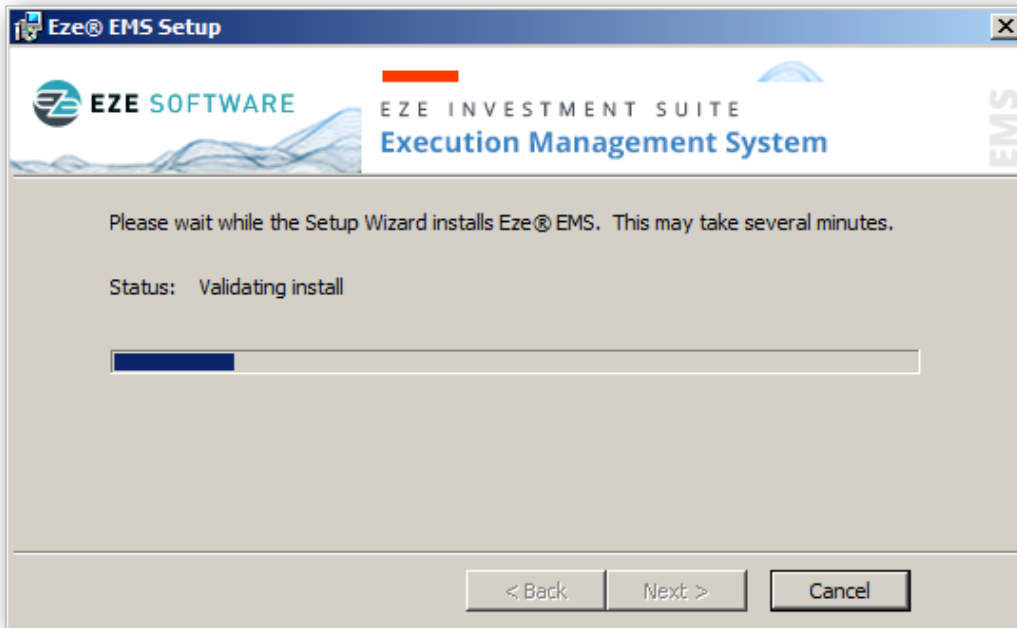 Eze® EMS Setup
EZE SOFTWARE
EZE INVESTMENT SUITE
Execution Management System
EMS
Please wait while the Setup Wizard installs Eze® EMS. This may take several minutes.
Status: Validating install
< Back
Next >
Cancel